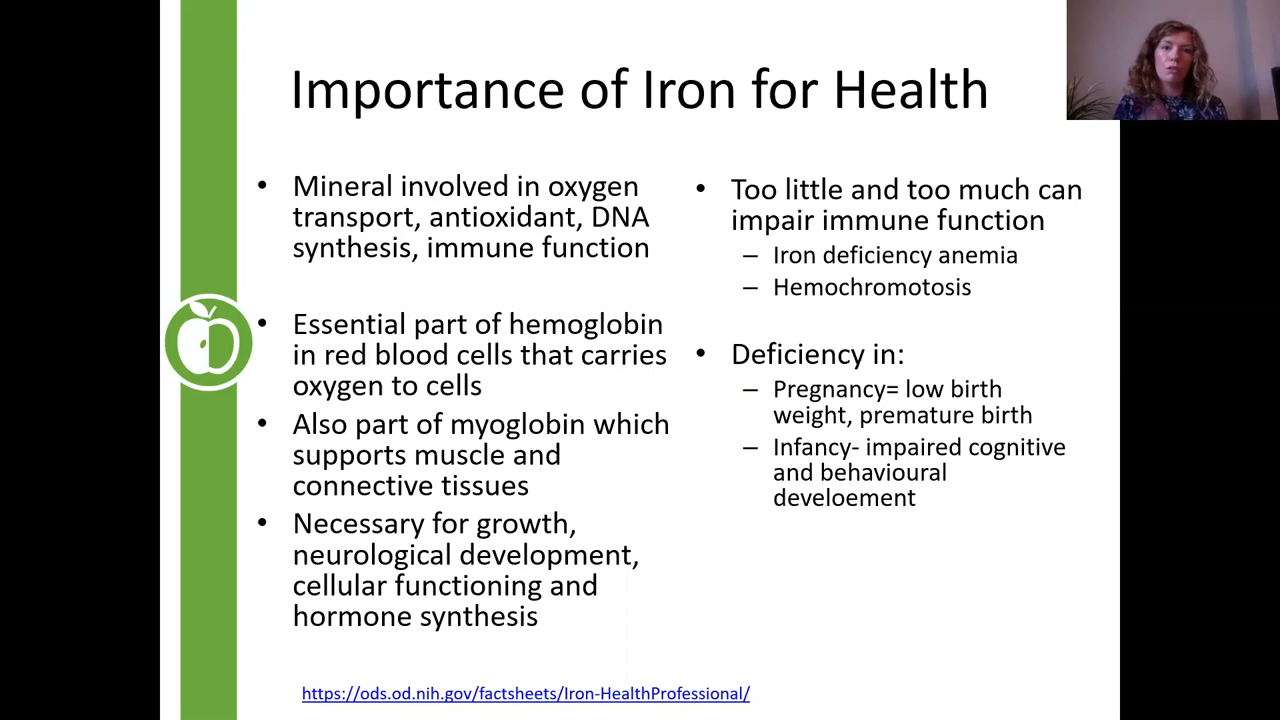 Importance of Iron for Health
• Mineral involved in oxygen
transport, antioxidant, DNA
synthesis, immune function
• Essential part of hemoglobin
in red blood cells that carries
oxygen to cells
• Also part of myoglobin which
supports muscle and
connective tissues
• Necessary for growth,
neurological development,
cellular functioning and
hormone synthesis
• Too little and too much can
impair immune function
– Iron deficiency anemia
– Hemochromotosis
• Deficiency in:
– Pregnancy= low birth
weight, premature birth
– Infancy- impaired cognitive
and behavioural
develoement
https://ods.od.nih.gov/factsheets/Iron-HealthProfessional/